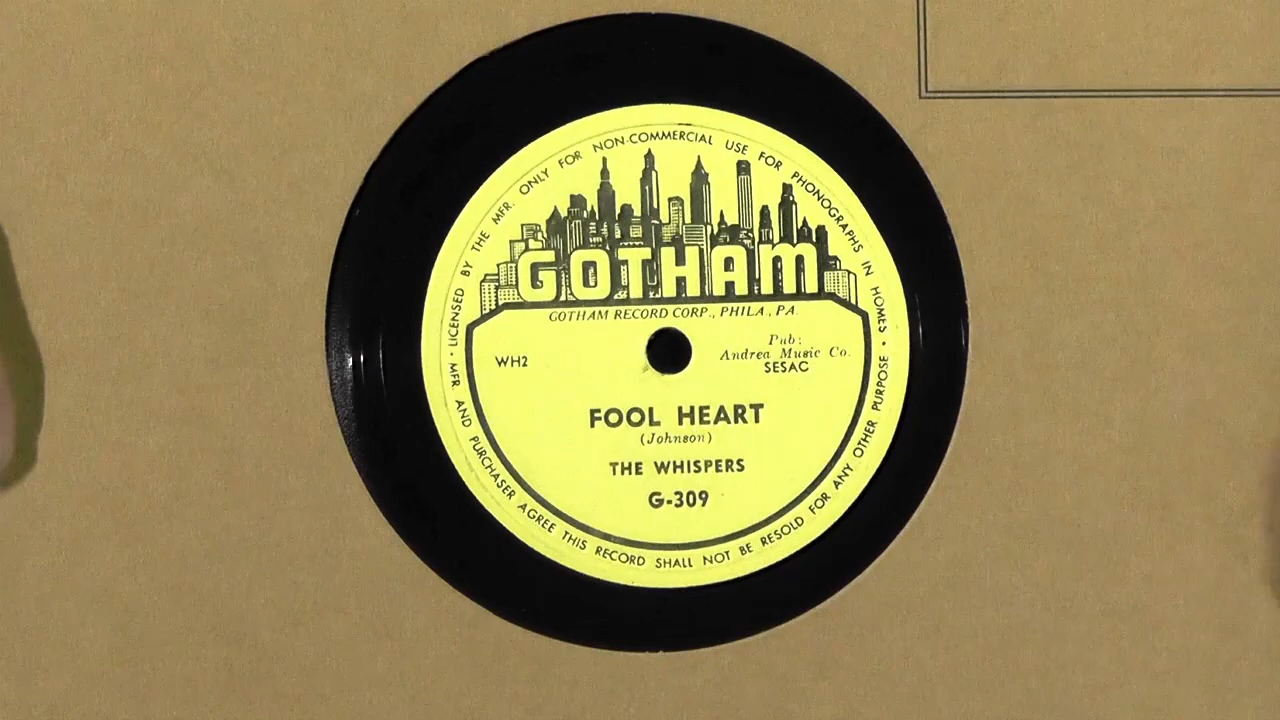 LICENSED BY THE MFR. ONLY FOR NON-COMMERCIAL USE FOR PHONOGRAPHS IN HOMES •
GOTHAM
GOTHAM RECORD CORP., PHILA., PA.
WH2
Pub:
Andrea Music Co.
SESAC
FOOL HEART
(Johnson)
THE WHISPERS
G-309
MFR. AND PURCHASER AGREE THIS RECORD SHALL NOT BE RESOLD FOR ANY OTHER PURPOSE •